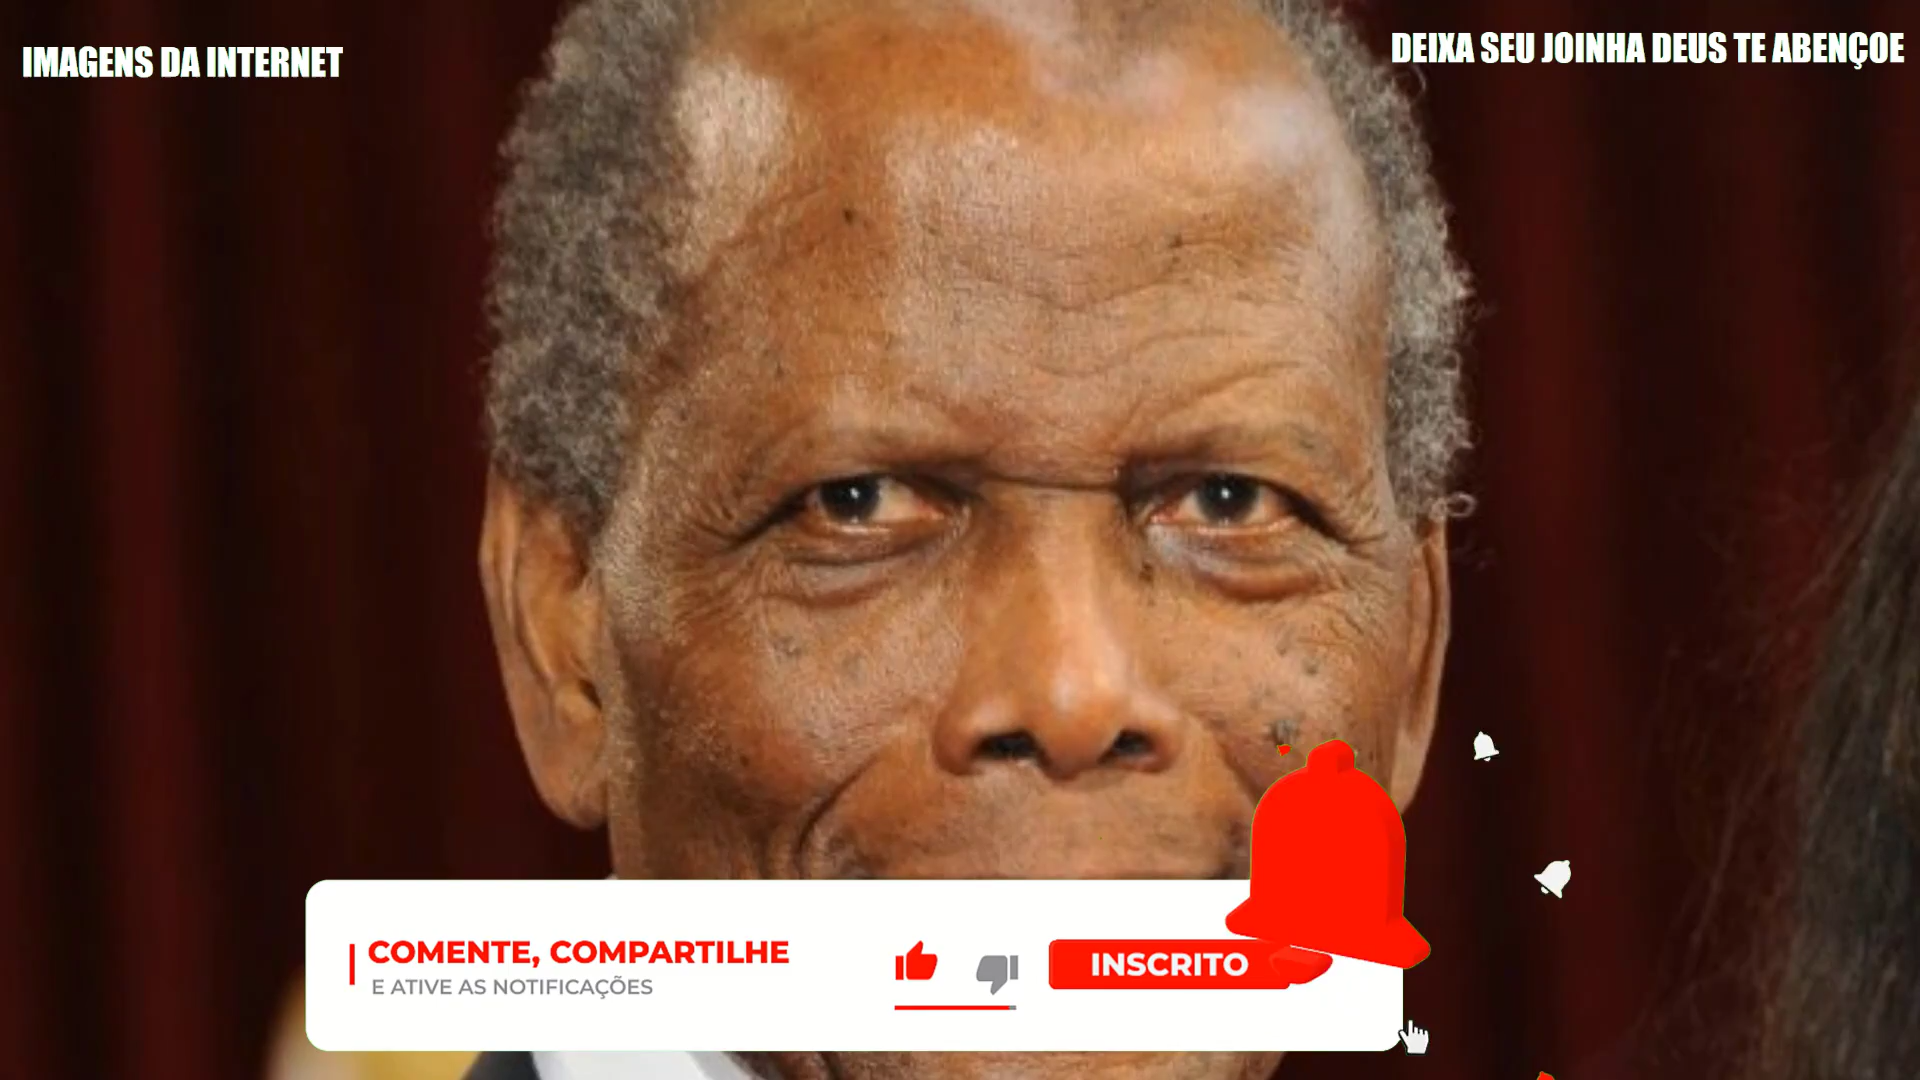 IMAGENS DA INTERNET
DEIXA SEU JOINHA DEUS TE ABENÇOE
COMENTE, COMPARTILHE
E ATIVE AS NOTIFICAÇÕES
INSCRITO